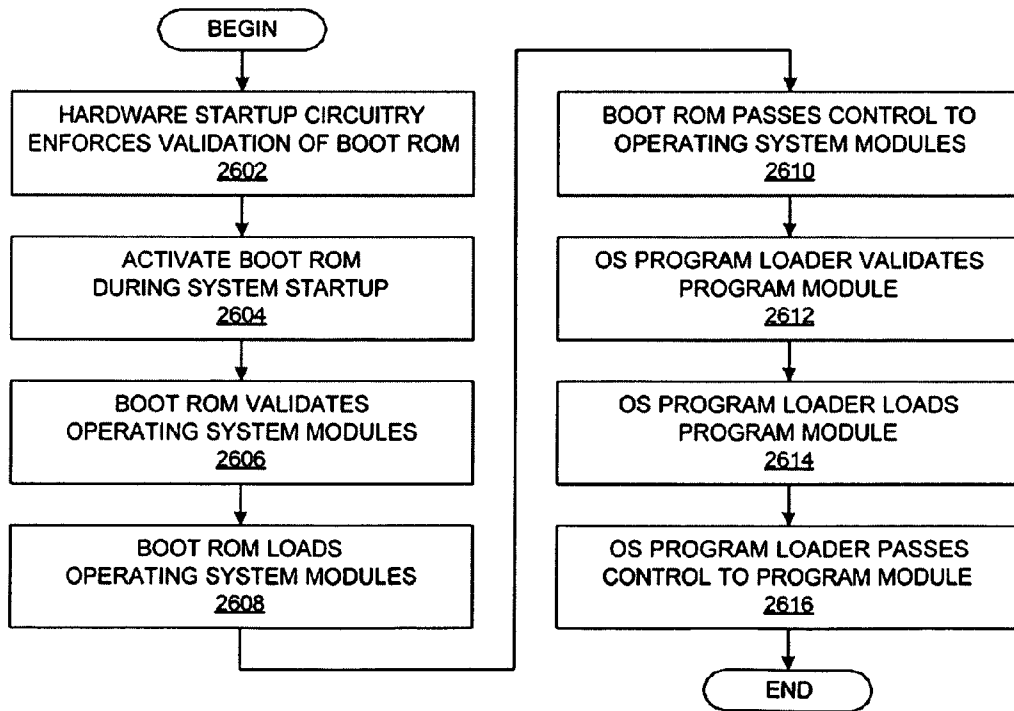 BEGIN
HARDWARE STARTUP CIRCUITRY
ENFORCES VALIDATION OF BOOT ROM
2602
ACTIVATE BOOT ROM
DURING SYSTEM STARTUP
2604
BOOT ROM VALIDATES
OPERATING SYSTEM MODULES
2606
BOOT ROM LOADS
OPERATING SYSTEM MODULES
2608
BOOT ROM PASSES CONTROL TO
OPERATING SYSTEM MODULES
2610
OS PROGRAM LOADER VALIDATES
PROGRAM MODULE
2612
OS PROGRAM LOADER LOADS
PROGRAM MODULE
2614
OS PROGRAM LOADER PASSES
CONTROL TO PROGRAM MODULE
2616
END